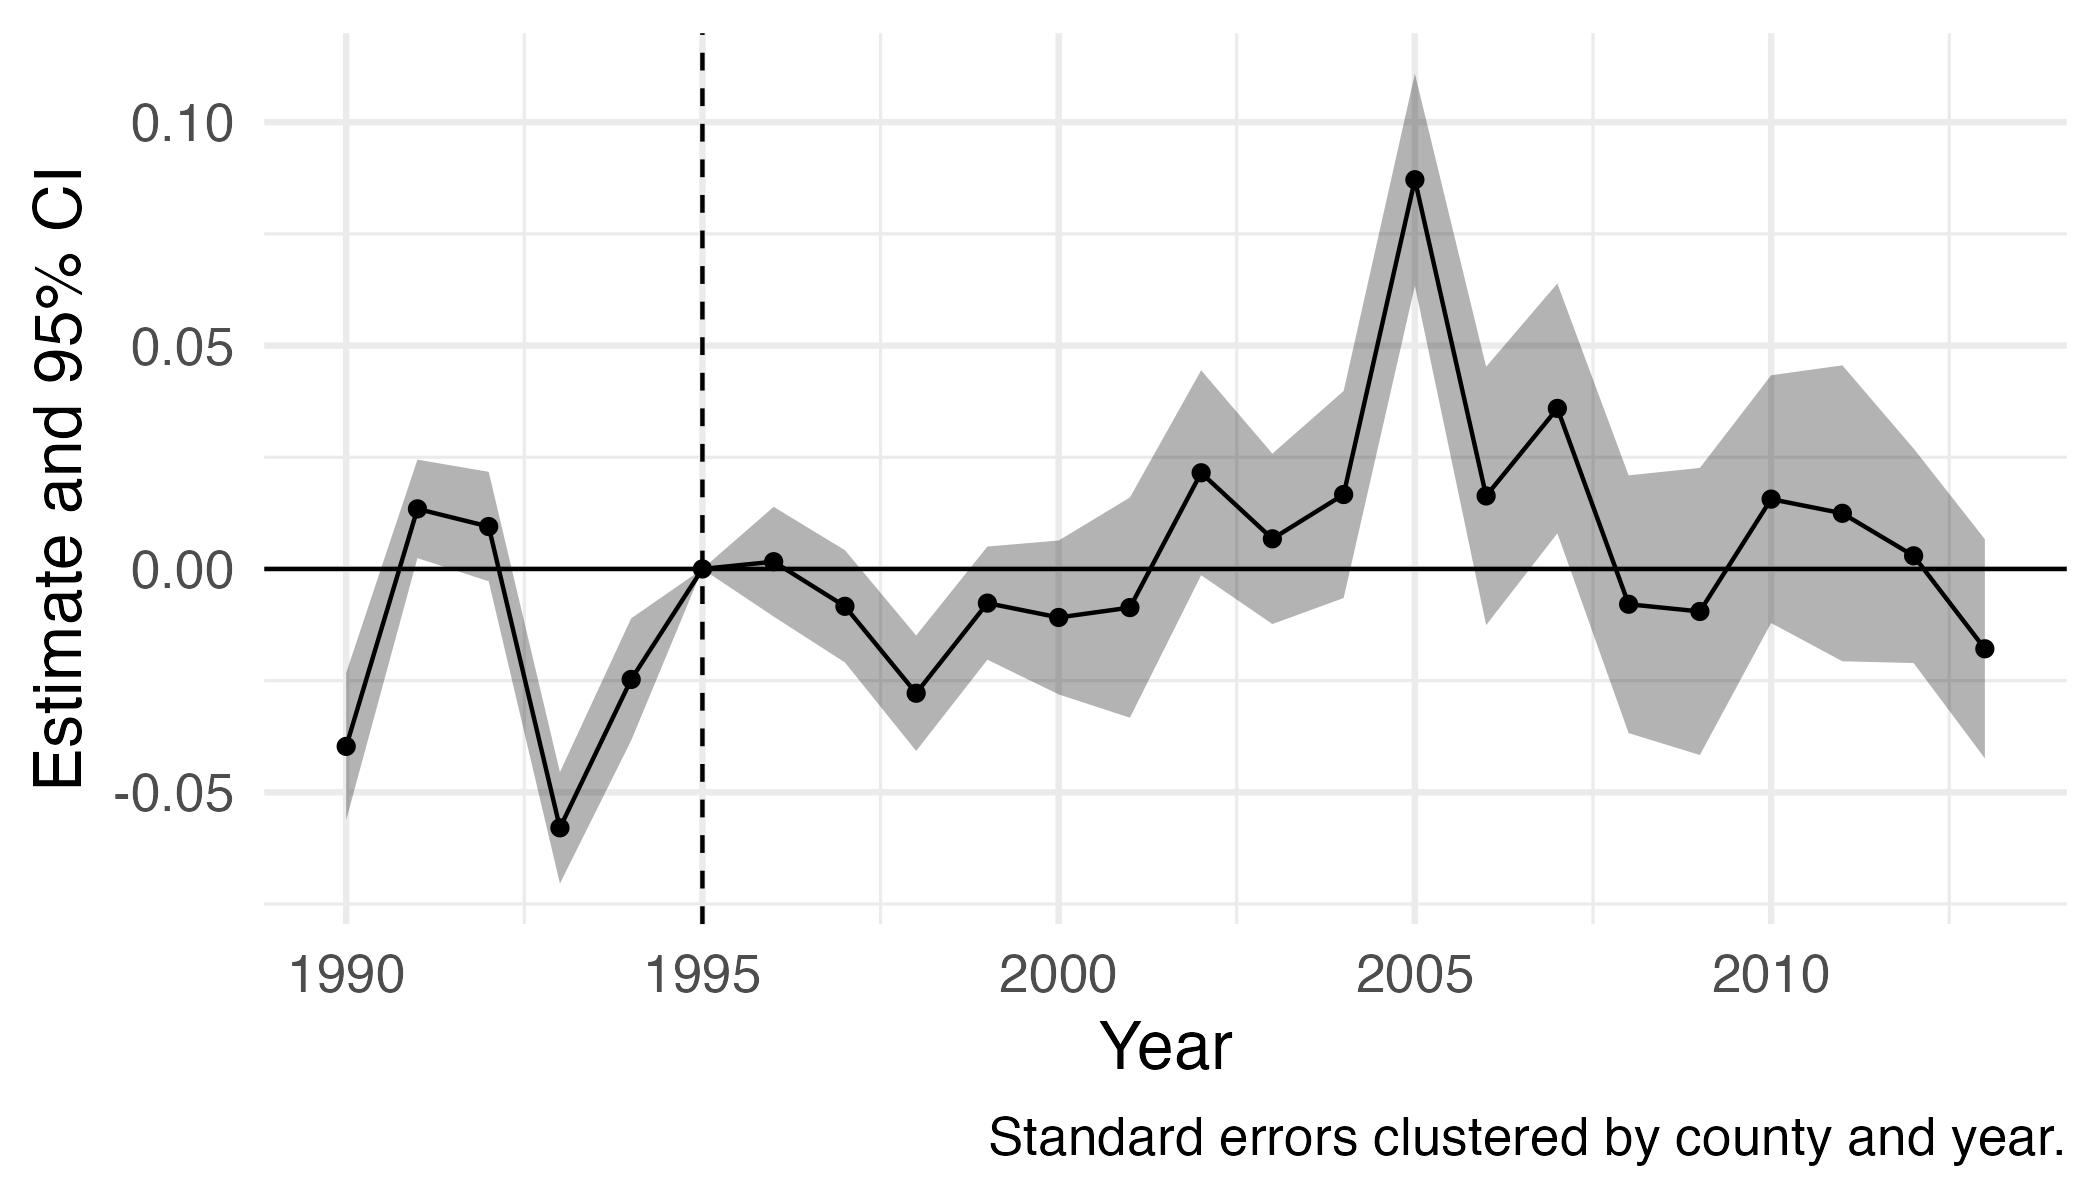 Estimate and 95% CI
0.10
0.05
0.00
-0.05
1990 1995 2000 2005 2010
Year
Standard errors clustered by county and year.